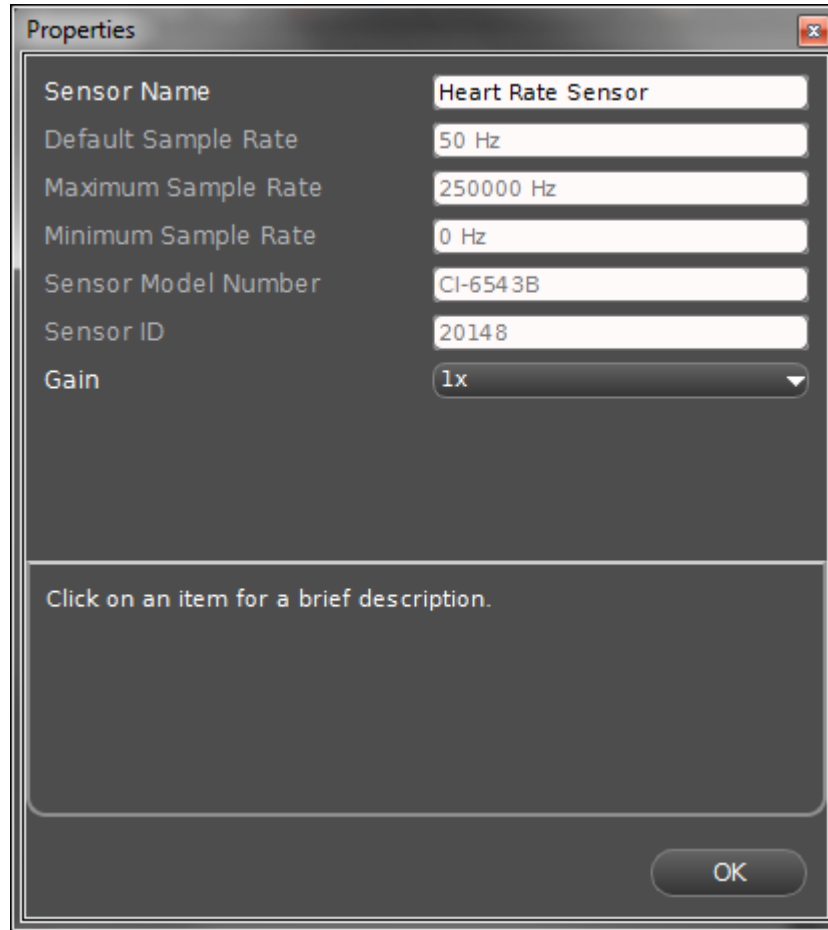 Properties
Sensor Name Heart Rate Sensor
Default Sample Rate 50 Hz
Maximum Sample Rate 250000 Hz
Minimum Sample Rate 0 Hz
Sensor Model Number CI-6543B
Sensor ID 20148
Gain 1x
Click on an item for a brief description.
OK